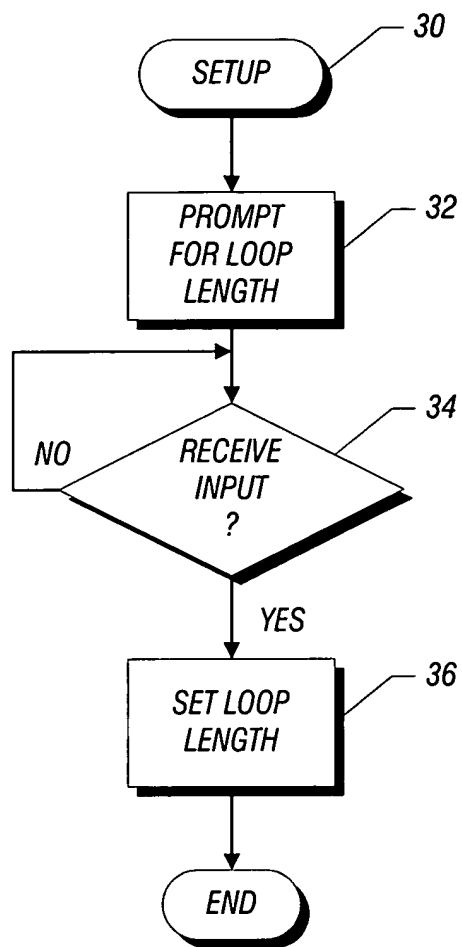 30
SETUP
32
PROMPT
FOR LOOP
LENGTH
34
NO
RECEIVE
INPUT
?
YES
36
SET LOOP
LENGTH
END